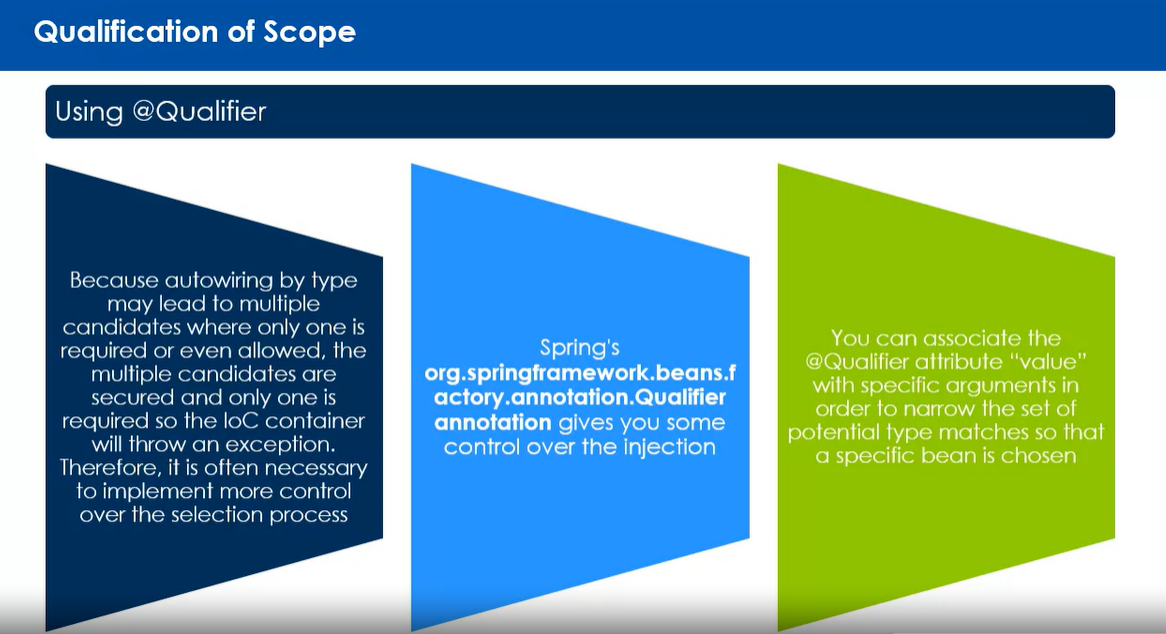 Qualification of Scope
Using @Qualifier
Because autowiring by type
may lead to multiple
candidates where only one is
required or even allowed, the
multiple candidates are
secured and only one is
required so the IoC container
will throw an exception.
Therefore, it is often necessary
to implement more control
over the selection process
Spring's
org.springframework.beans.f
actory.annotation.Qualifier
annotation gives you some
control over the injection
You can associate the
@Qualifier attribute “value”
with specific arguments in
order to narrow the set of
potential type matches so that
a specific bean is chosen